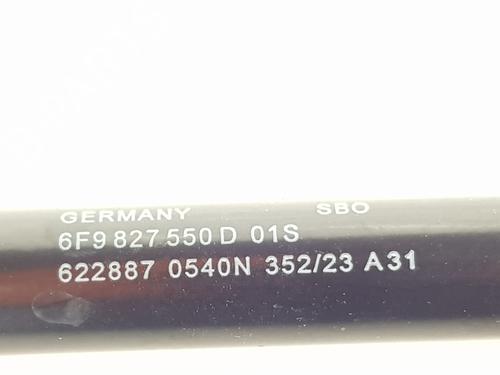 GERMANY SBO
6F9 827 550 D 01S
622887 0540N 352/23 A31